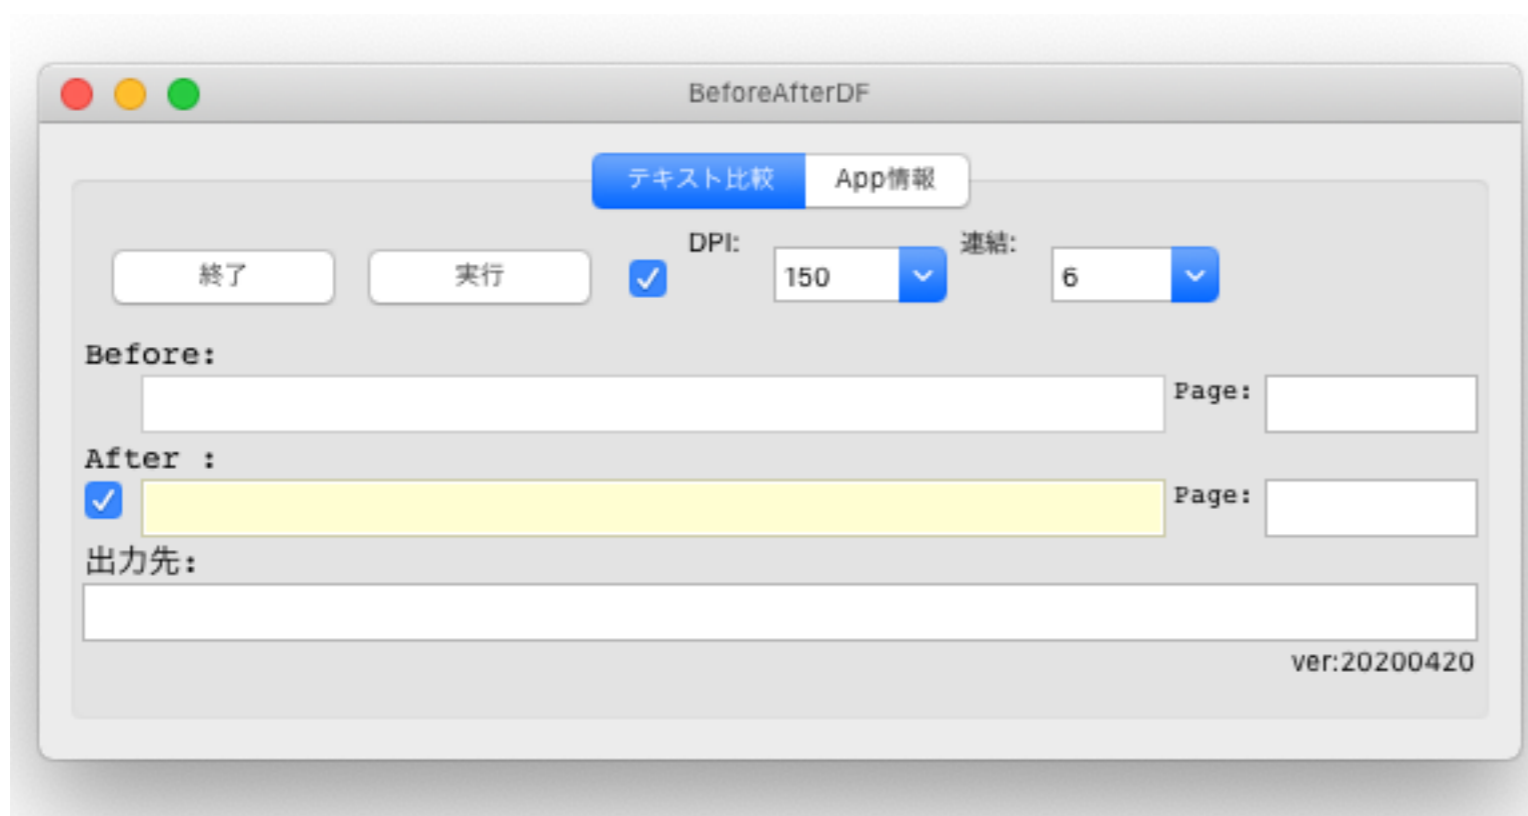 BeforeAfterDF
テキスト比較 App情報
終了 実行 DPI: 150 連結: 6
Before:
Page:
After :
Page:
出力先:
ver:20200420